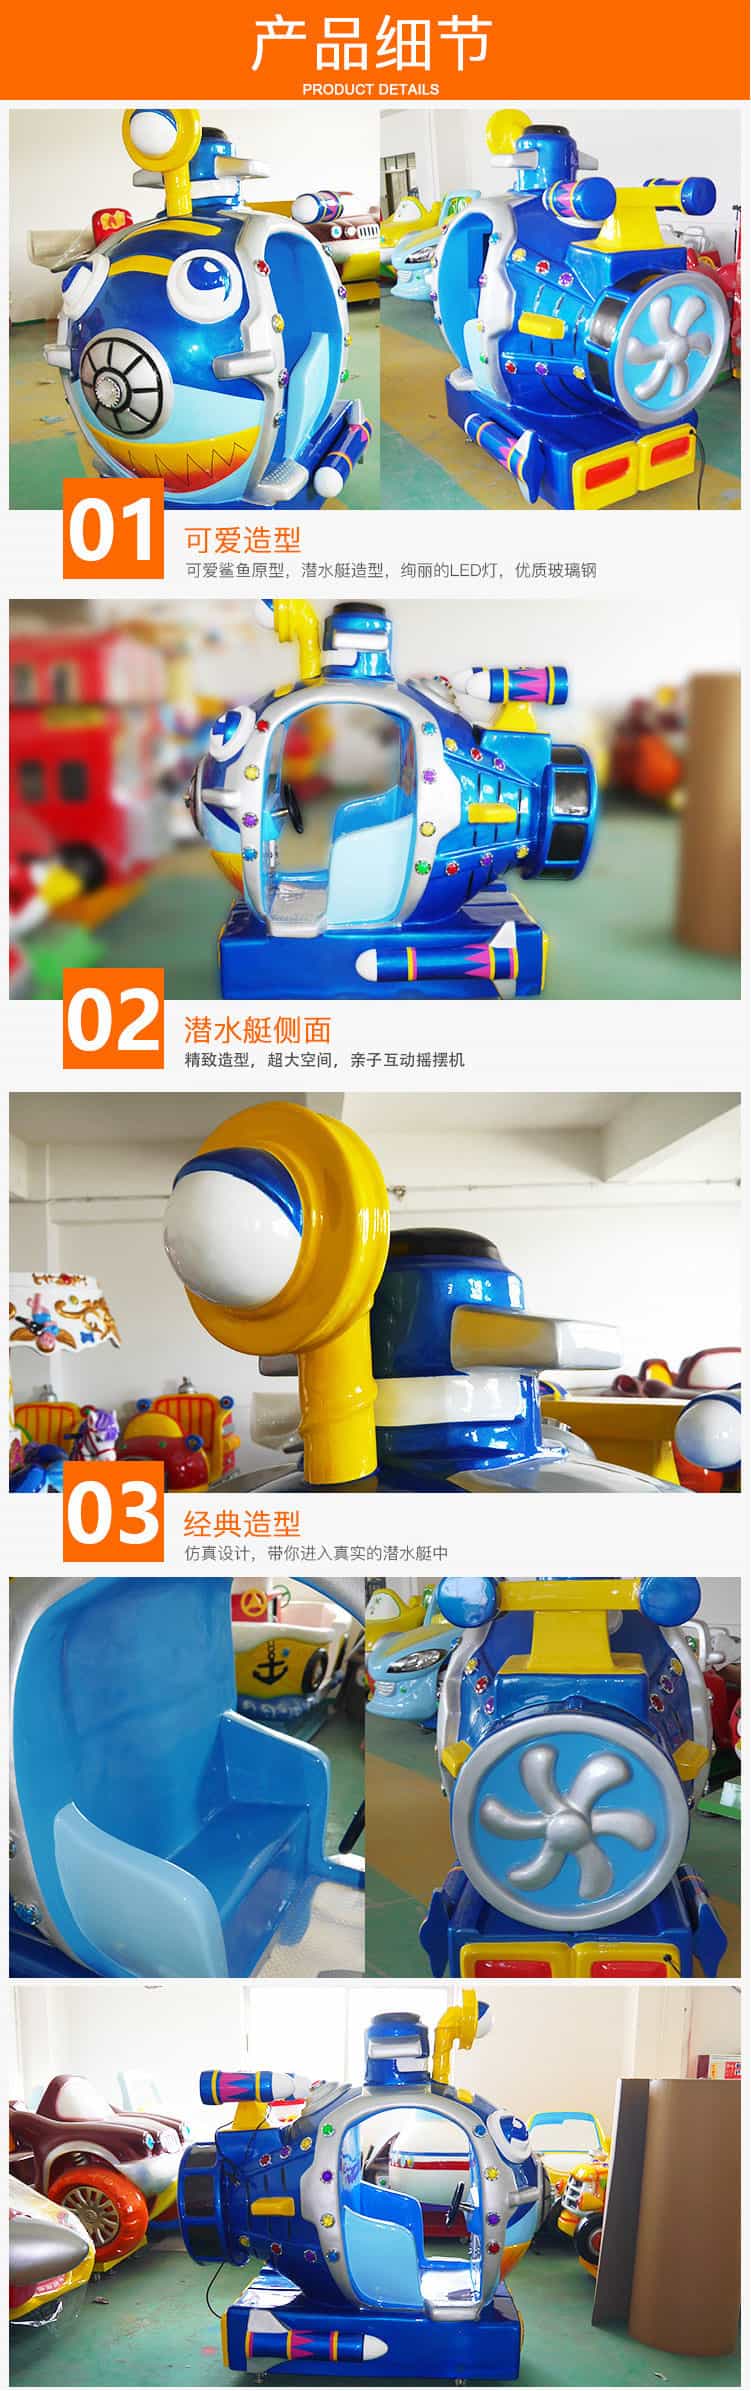 产品细节
PRODUCT DETAILS
01
可爱造型
可爱鲨鱼原型，潜水艇造型，绚丽的LED灯，优质玻璃钢
02
潜水艇侧面
精致造型，超大空间，亲子互动摇摆机
03
经典造型
仿真设计，带你进入真实的潜水艇中